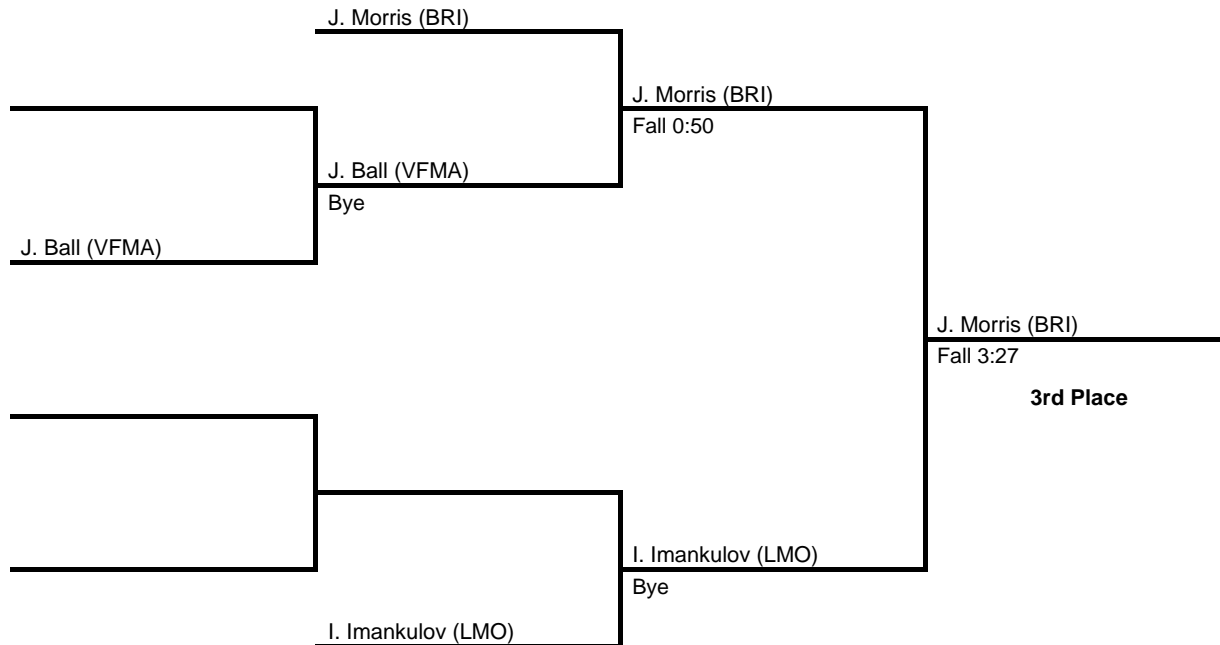 J. Morris (BRI)
J. Morris (BRI)
Fall 0:50
J. Ball (VFMA)
Bye
J. Ball (VFMA)
J. Morris (BRI)
Fall 3:27
3rd Place
I. Imankulov (LMO)
Bye
I. Imankulov (LMO)